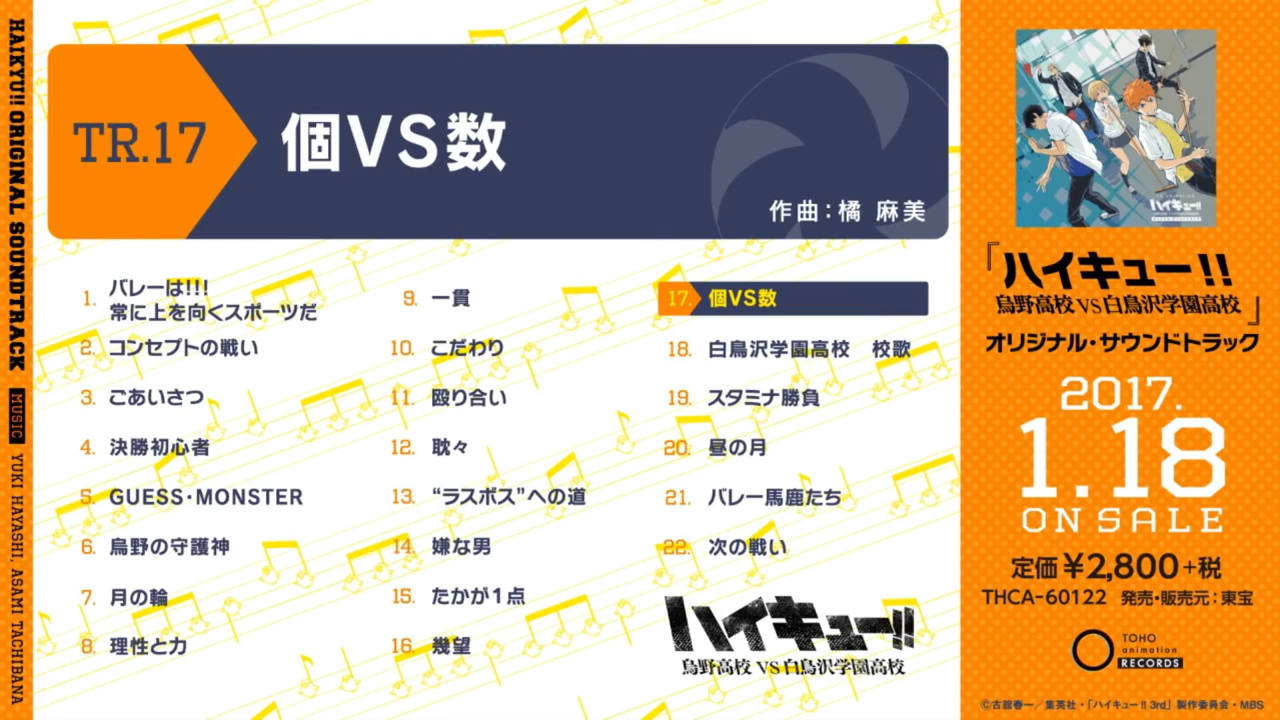 HAIKYU!! ORIGINAL SOUNDTRACK
MUSIC YUKI HAYASHI, ASAMI TACHIBANA
TR.17
個VS数
作曲:橘 麻美
1. バレーは!!!
常に上を向くスポーツだ
2. コンセプトの戦い
3. ごあいさつ
4. 決勝初心者
5. GUESS・MONSTER
6. 烏野の守護神
7. 月の輪
8. 理性と力
9. 一貫
10. こだわり
11. 殴り合い
12. 耽々
13. “ラスボス”への道
14. 嫌な男
15. たかが1点
16. 幾望
17. 個VS数
18. 白鳥沢学園高校 校歌
19. スタミナ勝負
20. 昼の月
21. バレー馬鹿たち
22. 次の戦い
ハイキュー!!
烏野高校 VS 白鳥沢学園高校
ハイキュー!!
『ハイキュー!!
烏野高校 VS 白鳥沢学園高校』
オリジナル・サウンドトラック
2017.
1.18
ON SALE
定価¥2,800+税
THCA-60122 発売・販売元:東宝
TOHO
animation
RECORDS
©古舘春一/集英社・「ハイキュー!! 3rd」製作委員会・MBS